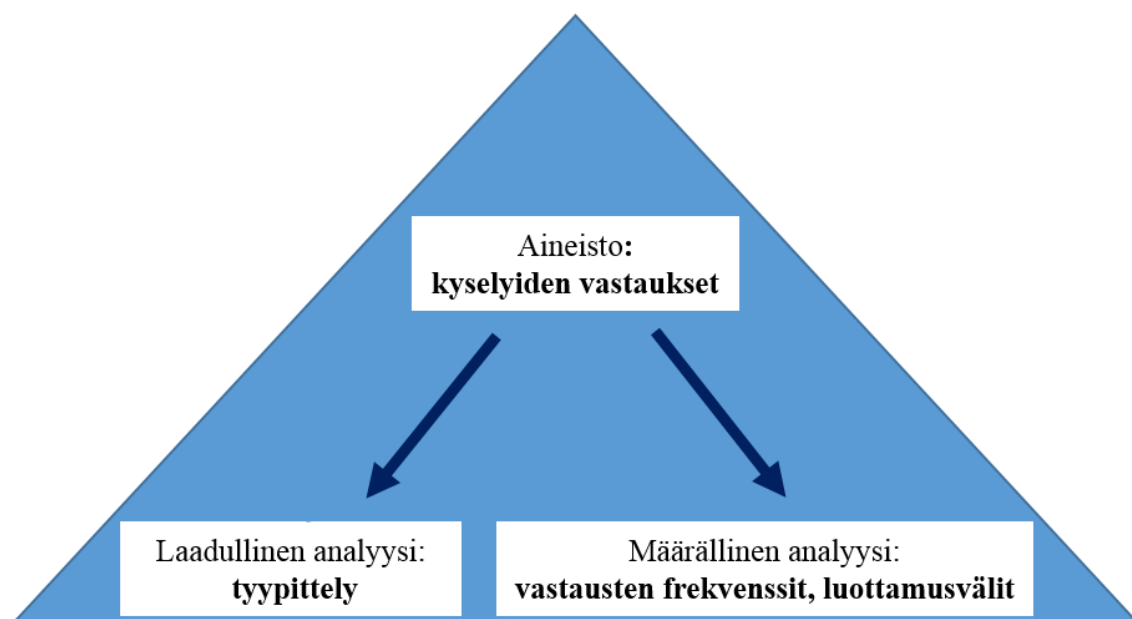 Aineisto:
kyselyiden vastaukset
Laadullinen analyysi:
tyypittely
Määrällinen analyysi:
vastausten frekvenssit, luottamusvälit